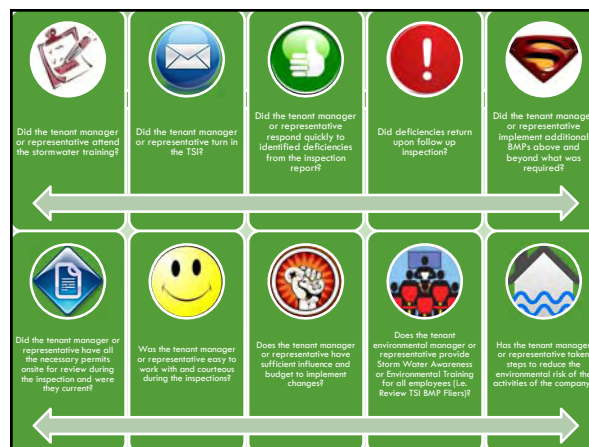 Did the tenant manager
or representative attend
the stormwater training?
Did the tenant manager
or representative turn in
the TSI?
Did the tenant manager
or representative
respond quickly to
identified deficiencies
from the inspection
report?
Did deficiencies return
upon follow up
inspection?
Did the tenant manager
or representative
implement additional
BMPs above and
beyond what was
required?
Did the tenant manager or
representative have all
the necessary permits
onsite for review during
the inspection and were
they current?
Was the tenant manager
or representative easy to
work with and courteous
during the inspections?
Does the tenant manager
or representative have
sufficient influence and
budget to implement
changes?
Does the tenant
environmental manager or
representative provide
Storm Water Awareness
or Environmental Training
for all employees (i.e.
Review TSI BMP Fliers)?
Has the tenant manager
or representative taken
steps to reduce the
environmental risk of the
activities of the company